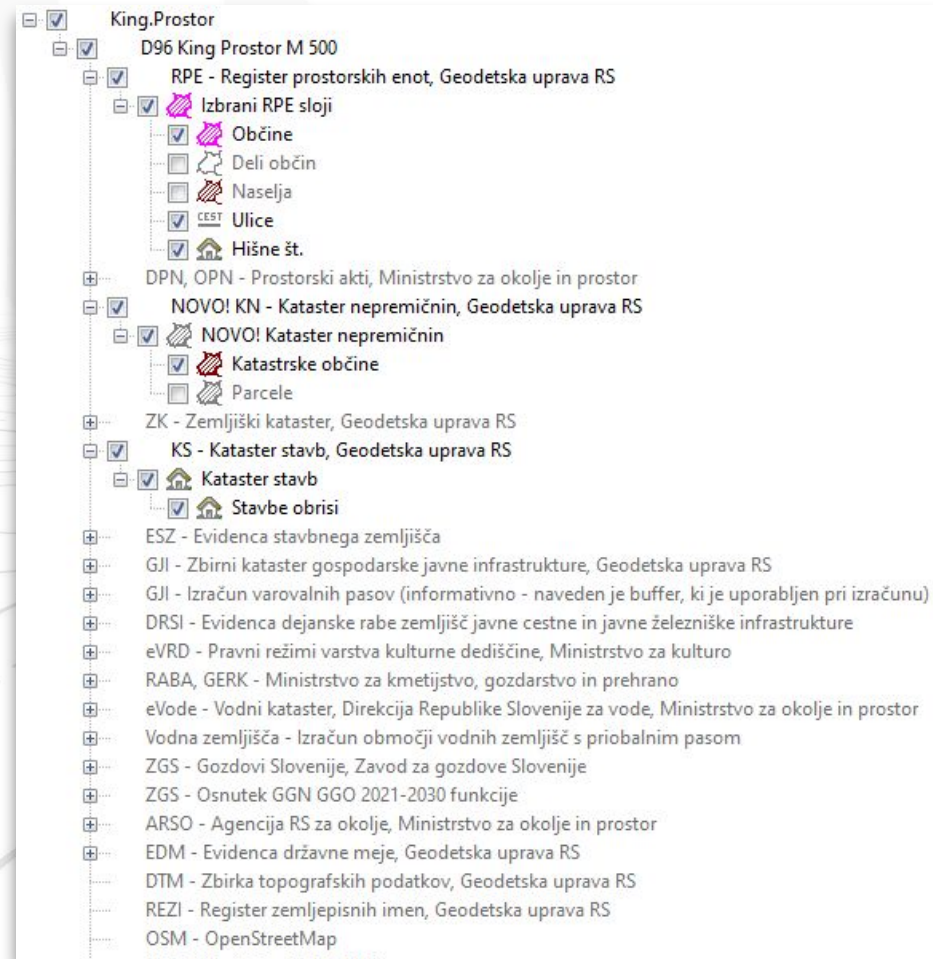 King.Prostor
D96 King Prostor M 500
RPE - Register prostorskih enot, Geodetska uprava RS
Izbrani RPE sloji
Občine
Deli občin
Naselja
CEST Ulice
Hišne št.
DPN, OPN - Prostorski akti, Ministrstvo za okolje in prostor
NOVO! KN - Kataster nepremičnin, Geodetska uprava RS
NOVO! Kataster nepremičnin
Katastrske občine
Parcele
ZK - Zemljiški kataster, Geodetska uprava RS
KS - Kataster stavb, Geodetska uprava RS
Kataster stavb
Stavbe obrisi
ESZ - Evidenca stavbnega zemljišča
GJI - Zbirni kataster gospodarske javne infrastrukture, Geodetska uprava RS
GJI - Izračun varovalnih pasov (informativno - naveden je buffer, ki je uporabljen pri izračunu)
DRSI - Evidenca dejanske rabe zemljišč javne cestne in javne železniške infrastrukture
eVRD - Pravni režimi varstva kulturne dediščine, Ministrstvo za kulturo
RABA, GERK - Ministrstvo za kmetijstvo, gozdarstvo in prehrano
eVode - Vodni kataster, Direkcija Republike Slovenije za vode, Ministrstvo za okolje in prostor
Vodna zemljišča - Izračun območji vodnih zemljišč s priobalnim pasom
ZGS - Gozdovi Slovenije, Zavod za gozdove Slovenije
ZGS - Osnutek GGN GGO 2021-2030 funkcije
ARSO - Agencija RS za okolje, Ministrstvo za okolje in prostor
EDM - Evidenca državne meje, Geodetska uprava RS
DTM - Zbirka topografskih podatkov, Geodetska uprava RS
REZI - Register zemljepisnih imen, Geodetska uprava RS
OSM - OpenStreetMap